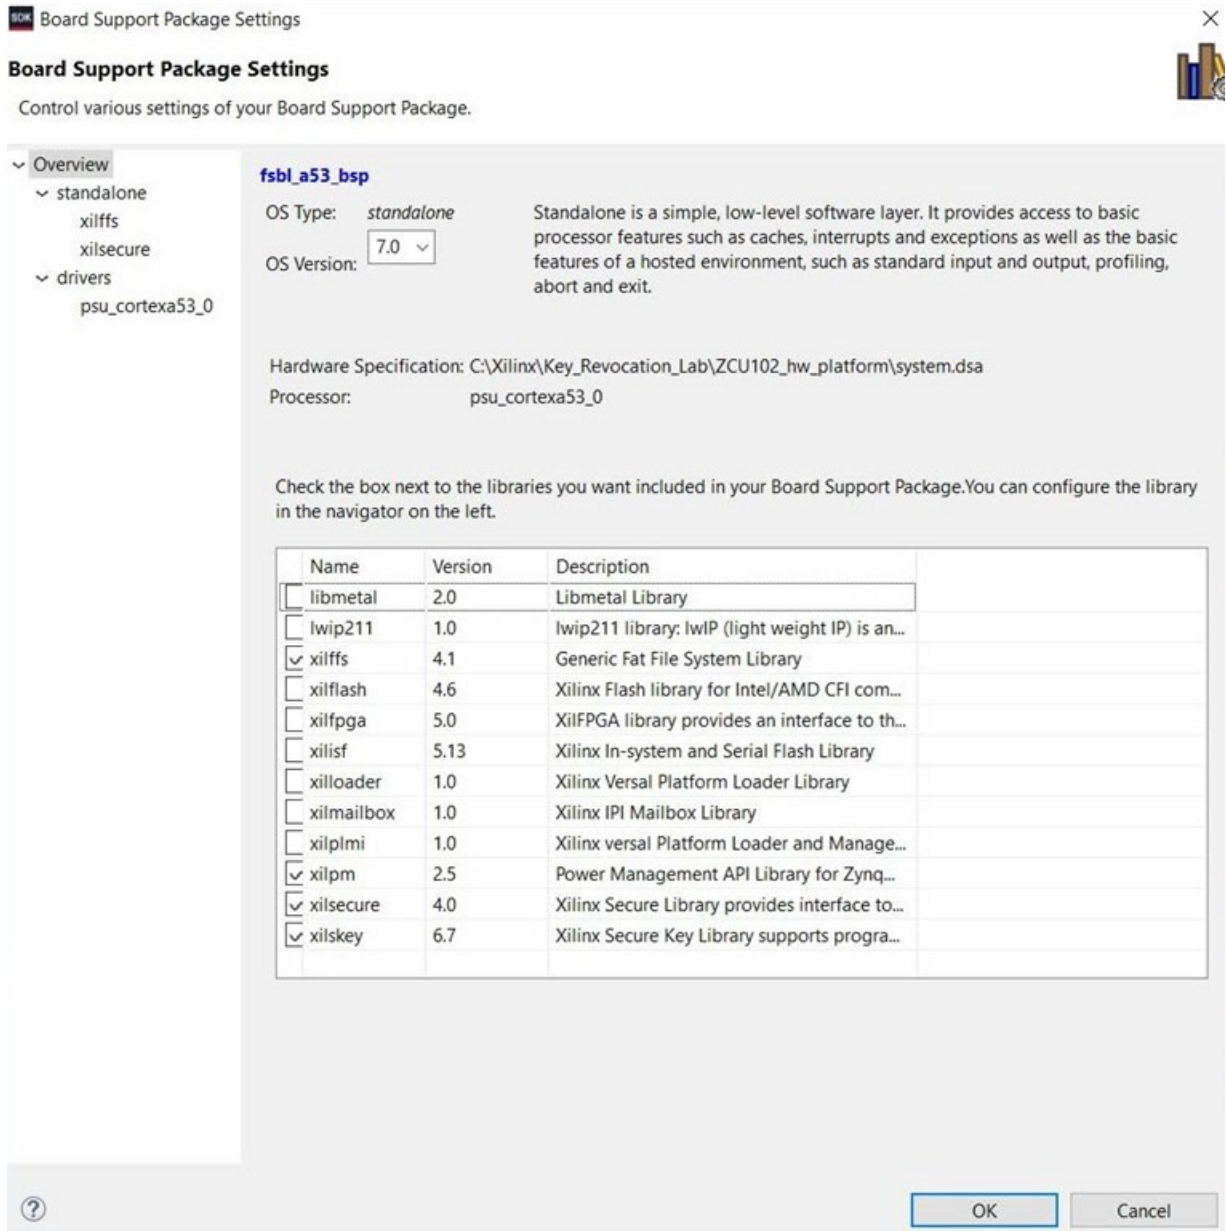 SDK Board Support Package Settings
Board Support Package Settings
Control various settings of your Board Support Package.
Overview
standalone
xilffs
xilsecure
drivers
psu_cortexa53_0
fsbl_a53_bsp
OS Type: standalone
OS Version: 7.0
Standalone is a simple, low-level software layer. It provides access to basic
processor features such as caches, interrupts and exceptions as well as the basic
features of a hosted environment, such as standard input and output, profiling,
abort and exit.
Hardware Specification: C:\Xilinx\Key_Revocation_Lab\ZCU102_hw_platform\system.dsa
Processor: psu_cortexa53_0
Check the box next to the libraries you want included in your Board Support Package.You can configure the library
in the navigator on the left.
Name Version Description
libmetal 2.0 Libmetal Library
lwip211 1.0 lwip211 library: lwIP (light weight IP) is an...
xilffs 4.1 Generic Fat File System Library
xilflash 4.6 Xilinx Flash library for Intel/AMD CFI com...
xilfpga 5.0 XilFPGA library provides an interface to th...
xilisf 5.13 Xilinx In-system and Serial Flash Library
xilloader 1.0 Xilinx Versal Platform Loader Library
xilmailbox 1.0 Xilinx IPI Mailbox Library
xilplmi 1.0 Xilinx versal Platform Loader and Manage...
xilpm 2.5 Power Management API Library for Zynq...
xilsecure 4.0 Xilinx Secure Library provides interface to...
xilskey 6.7 Xilinx Secure Key Library supports progra...
OK Cancel